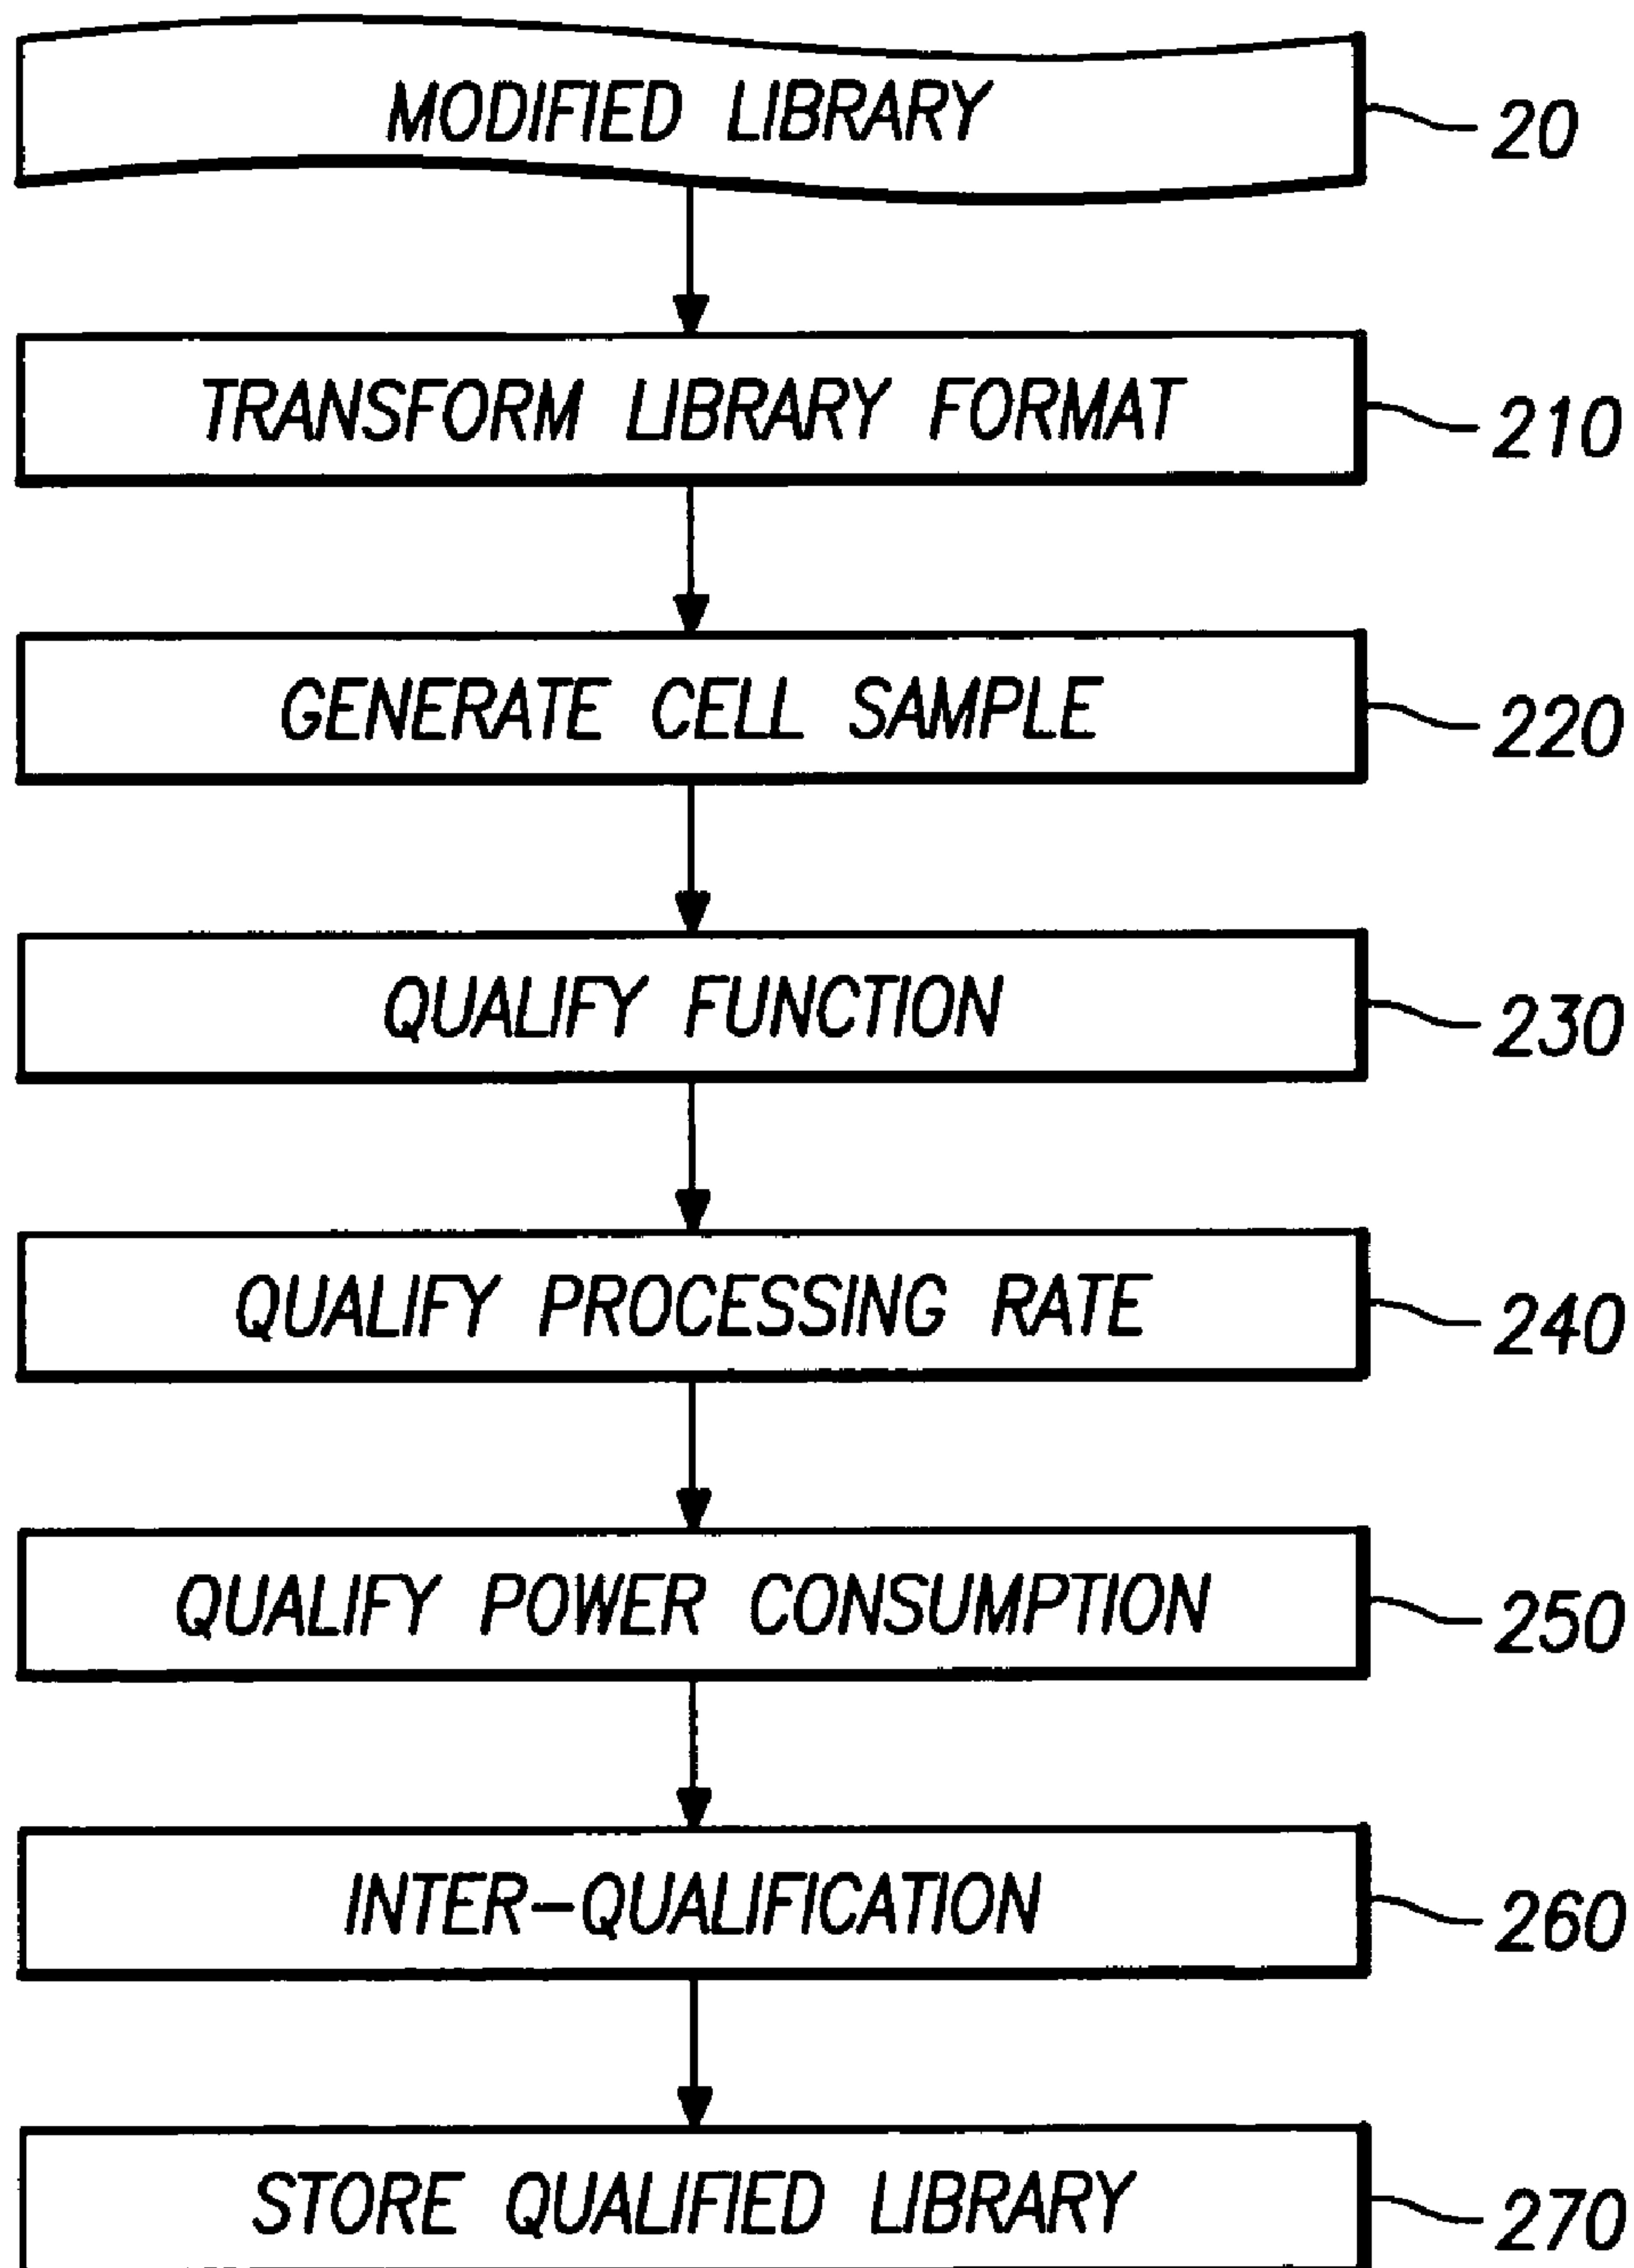 MODIFIED LIBRARY 20
TRANSFORM LIBRARY FORMAT 210
GENERATE CELL SAMPLE 220
QUALIFY FUNCTION 230
QUALIFY PROCESSING RATE 240
QUALIFY POWER CONSUMPTION 250
INTER-QUALIFICATION 260
STORE QUALIFIED LIBRARY 270